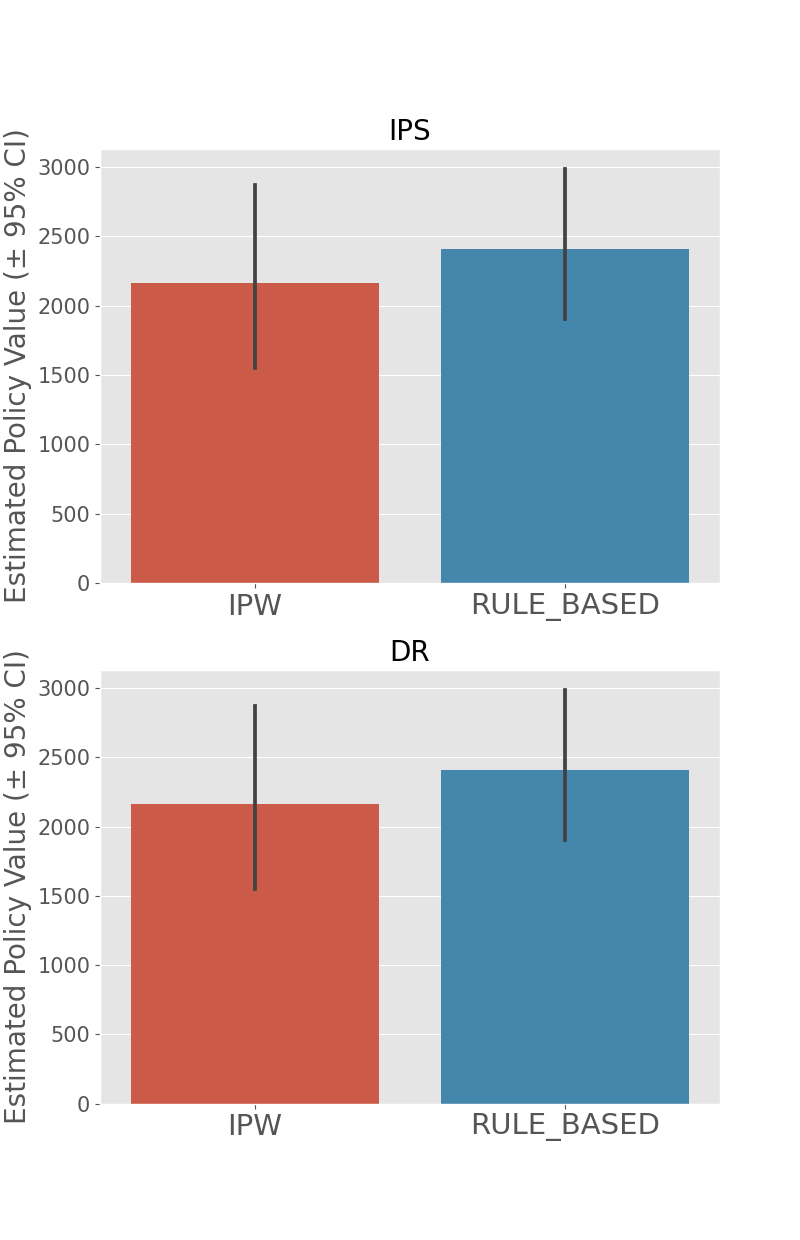 IPS
Estimated Policy Value (± 95% CI)
3000
2500
2000
1500
1000
500
0
IPW
RULE_BASED
DR
Estimated Policy Value (± 95% CI)
3000
2500
2000
1500
1000
500
0
IPW
RULE_BASED